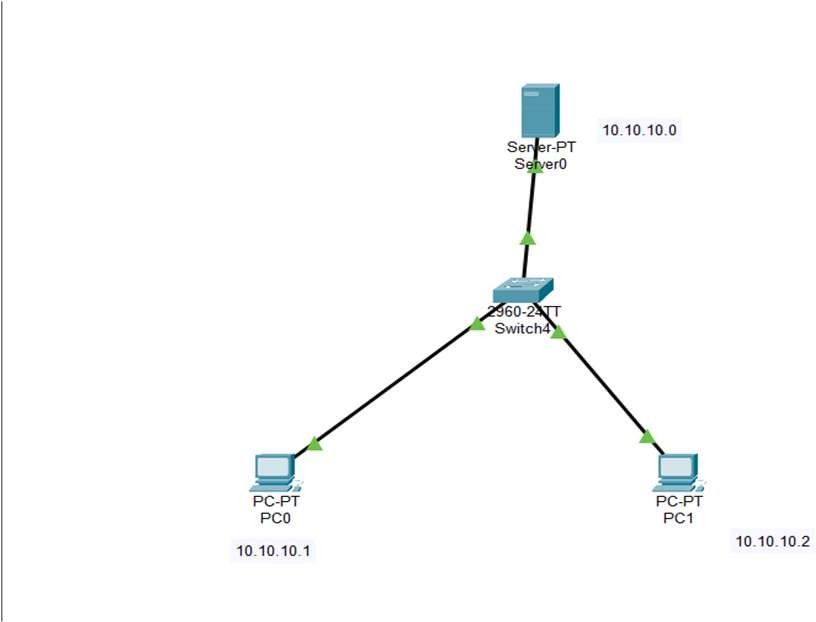 10.10.10.0
Server-PT
Server0
2960-24TT
Switch4
PC-PT
PC0
10.10.10.1
PC-PT
PC1
10.10.10.2